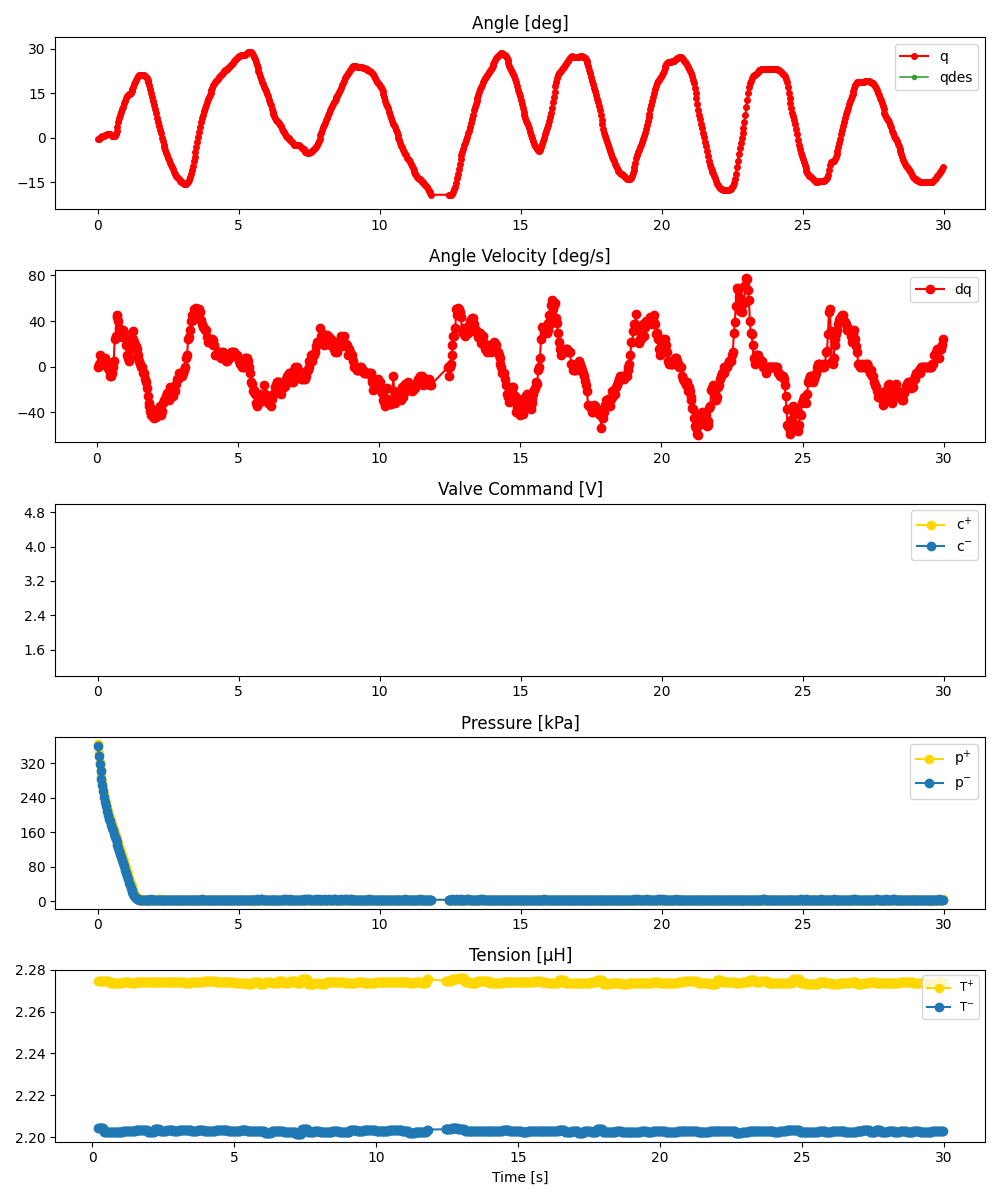 Angle [deg]
30
15
0
−15
q
qdes
0 5 10 15 20 25 30
Angle Velocity [deg/s]
80
40
0
−40
dq
0 5 10 15 20 25 30
Valve Command [V]
4.8
4.0
3.2
2.4
1.6
c⁺
c⁻
0 5 10 15 20 25 30
Pressure [kPa]
320
240
160
80
0
p⁺
p⁻
0 5 10 15 20 25 30
Tension [μH]
2.28
2.26
2.24
2.22
2.20
T⁺
T⁻
0 5 10 15 20 25 30
Time [s]